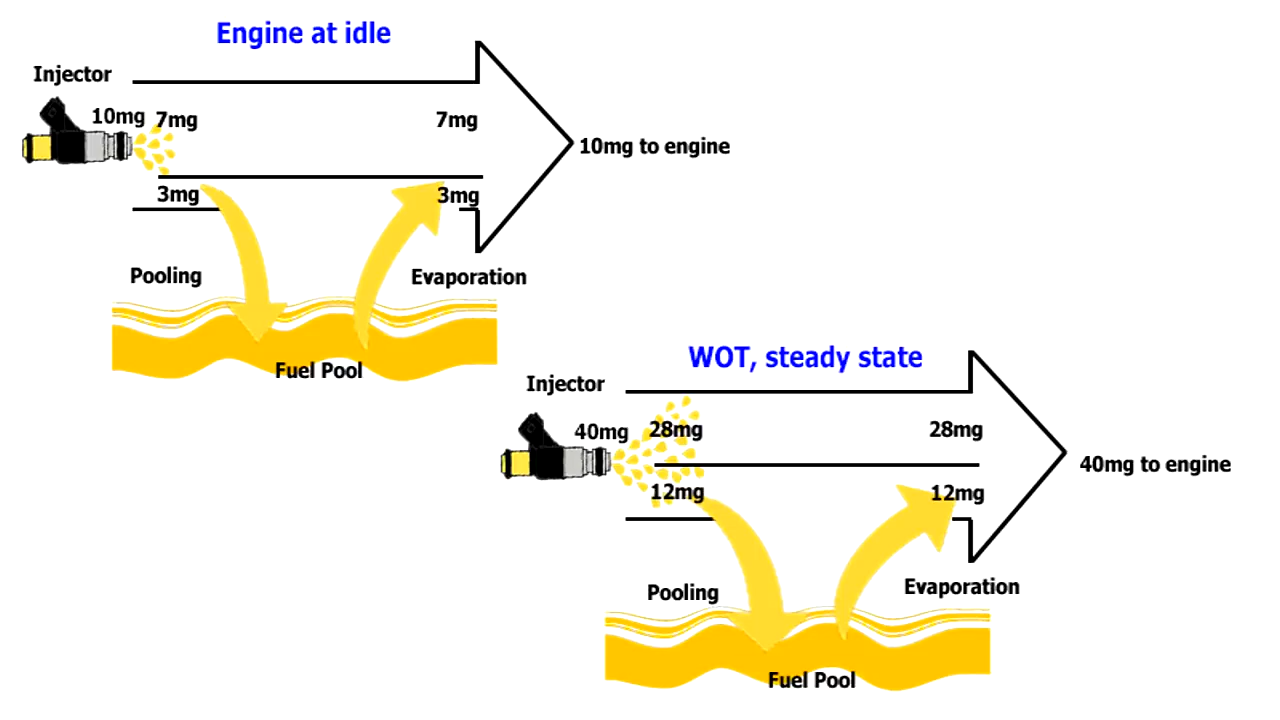 Engine at idle
Injector
10mg 7mg
7mg
10mg to engine
3mg
3mg
Pooling
Evaporation
Fuel Pool
WOT, steady state
Injector
40mg 28mg
28mg
40mg to engine
12mg
12mg
Pooling
Evaporation
Fuel Pool